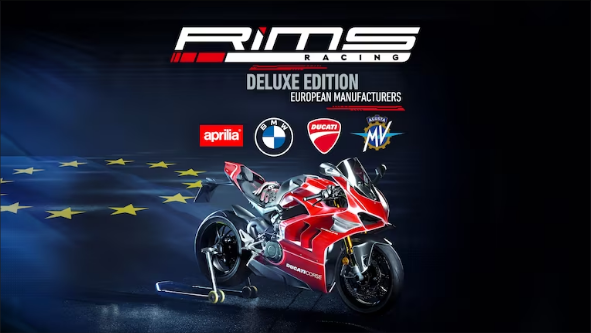 RiMS
RACING
DELUXE EDITION
EUROPEAN MANUFACTURERS
aprilia BMW DUCATI AGUSTA
MV
DUCATI CORSE